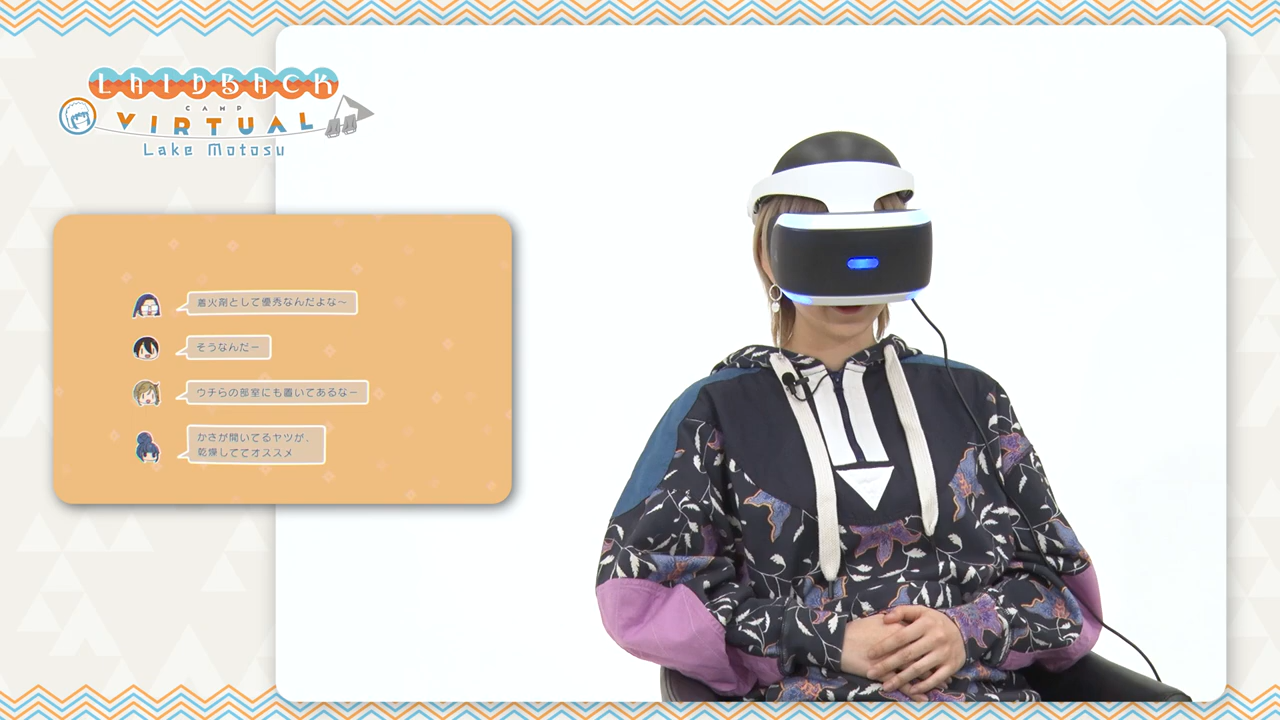 LAIDBACK
CAMP
VIRTUAL
Lake Motosu
着火剤として優秀なんだよな～
そうなんだー
ウチらの部室にも置いてあるなー
かさが開いてるヤツが、
乾燥しててオススメ